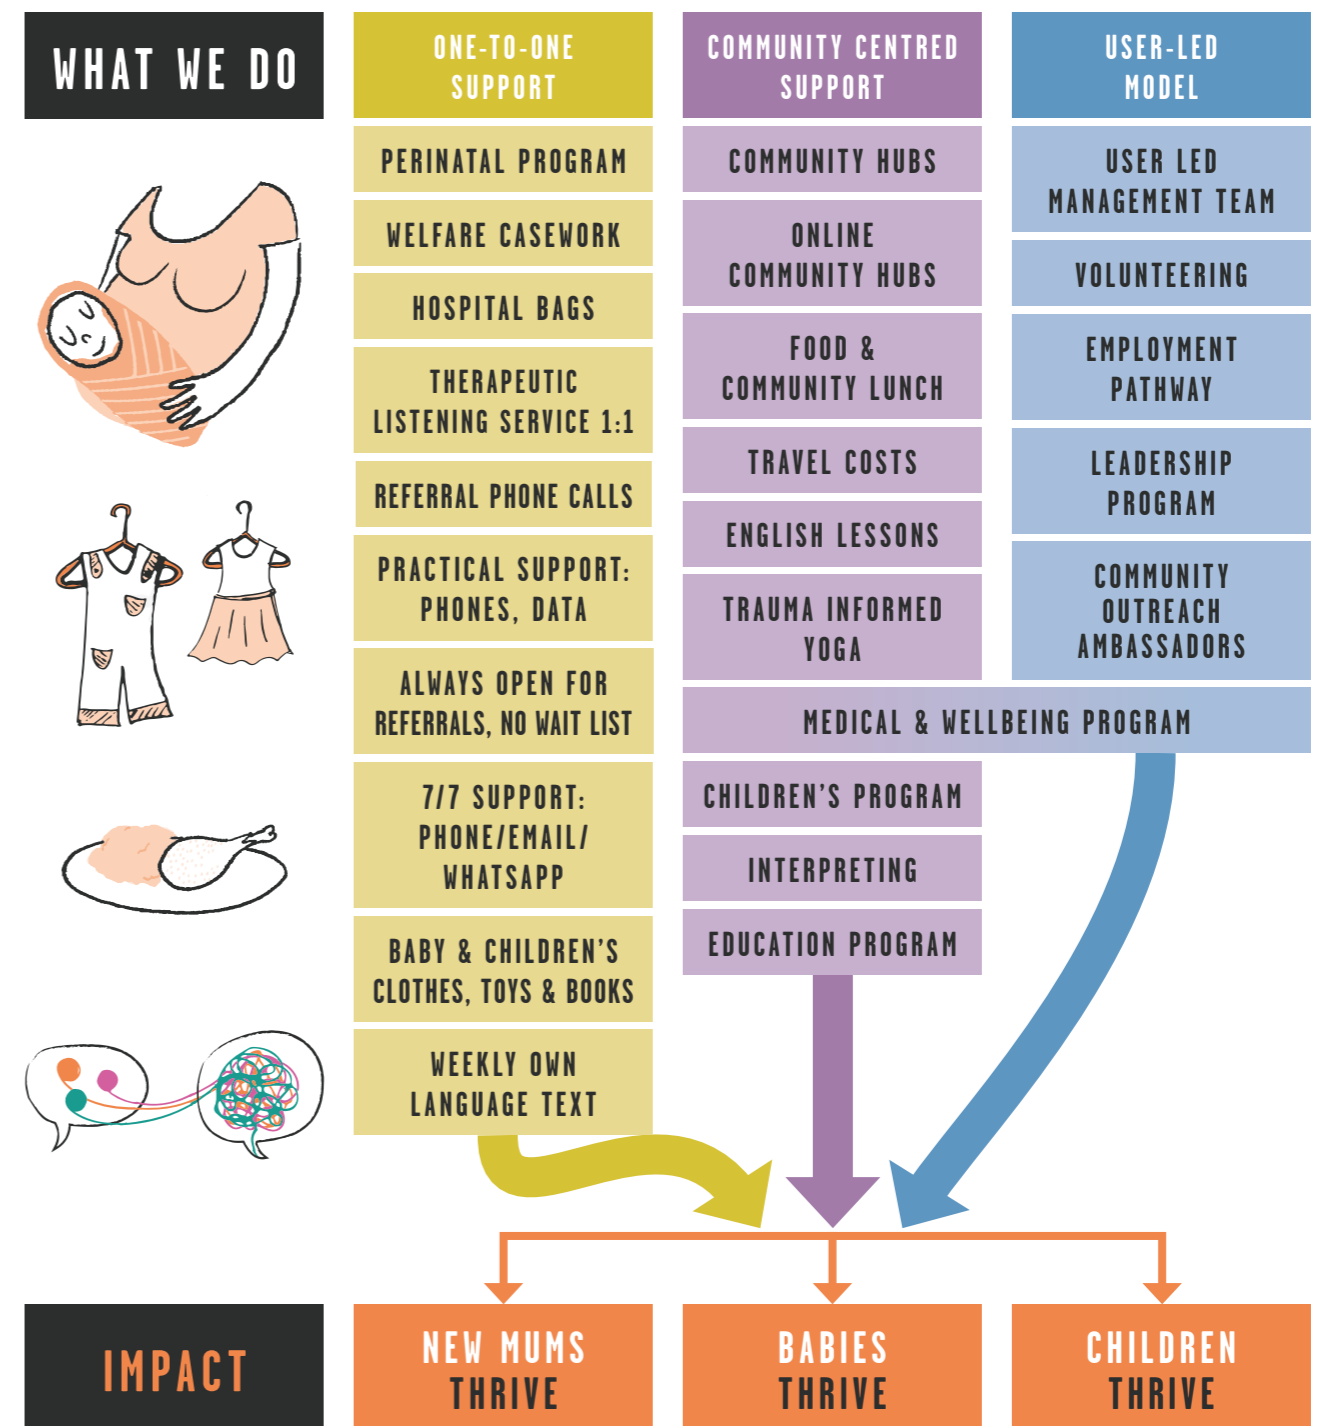 WHAT WE DO
ONE-TO-ONE
SUPPORT
PERINATAL PROGRAM
WELFARE CASEWORK
HOSPITAL BAGS
THERAPEUTIC
LISTENING SERVICE 1:1
REFERRAL PHONE CALLS
PRACTICAL SUPPORT:
PHONES, DATA
ALWAYS OPEN FOR
REFERRALS, NO WAIT LIST
7/7 SUPPORT:
PHONE/EMAIL/
WHATSAPP
BABY & CHILDREN'S
CLOTHES, TOYS & BOOKS
WEEKLY OWN
LANGUAGE TEXT
COMMUNITY CENTRED
SUPPORT
COMMUNITY HUBS
ONLINE
COMMUNITY HUBS
FOOD &
COMMUNITY LUNCH
TRAVEL COSTS
ENGLISH LESSONS
TRAUMA INFORMED
YOGA
MEDICAL & WELLBEING PROGRAM
CHILDREN'S PROGRAM
INTERPRETING
EDUCATION PROGRAM
USER-LED
MODEL
USER LED
MANAGEMENT TEAM
VOLUNTEERING
EMPLOYMENT
PATHWAY
LEADERSHIP
PROGRAM
COMMUNITY
OUTREACH
AMBASSADORS
IMPACT
NEW MUMS
THRIVE
BABIES
THRIVE
CHILDREN
THRIVE